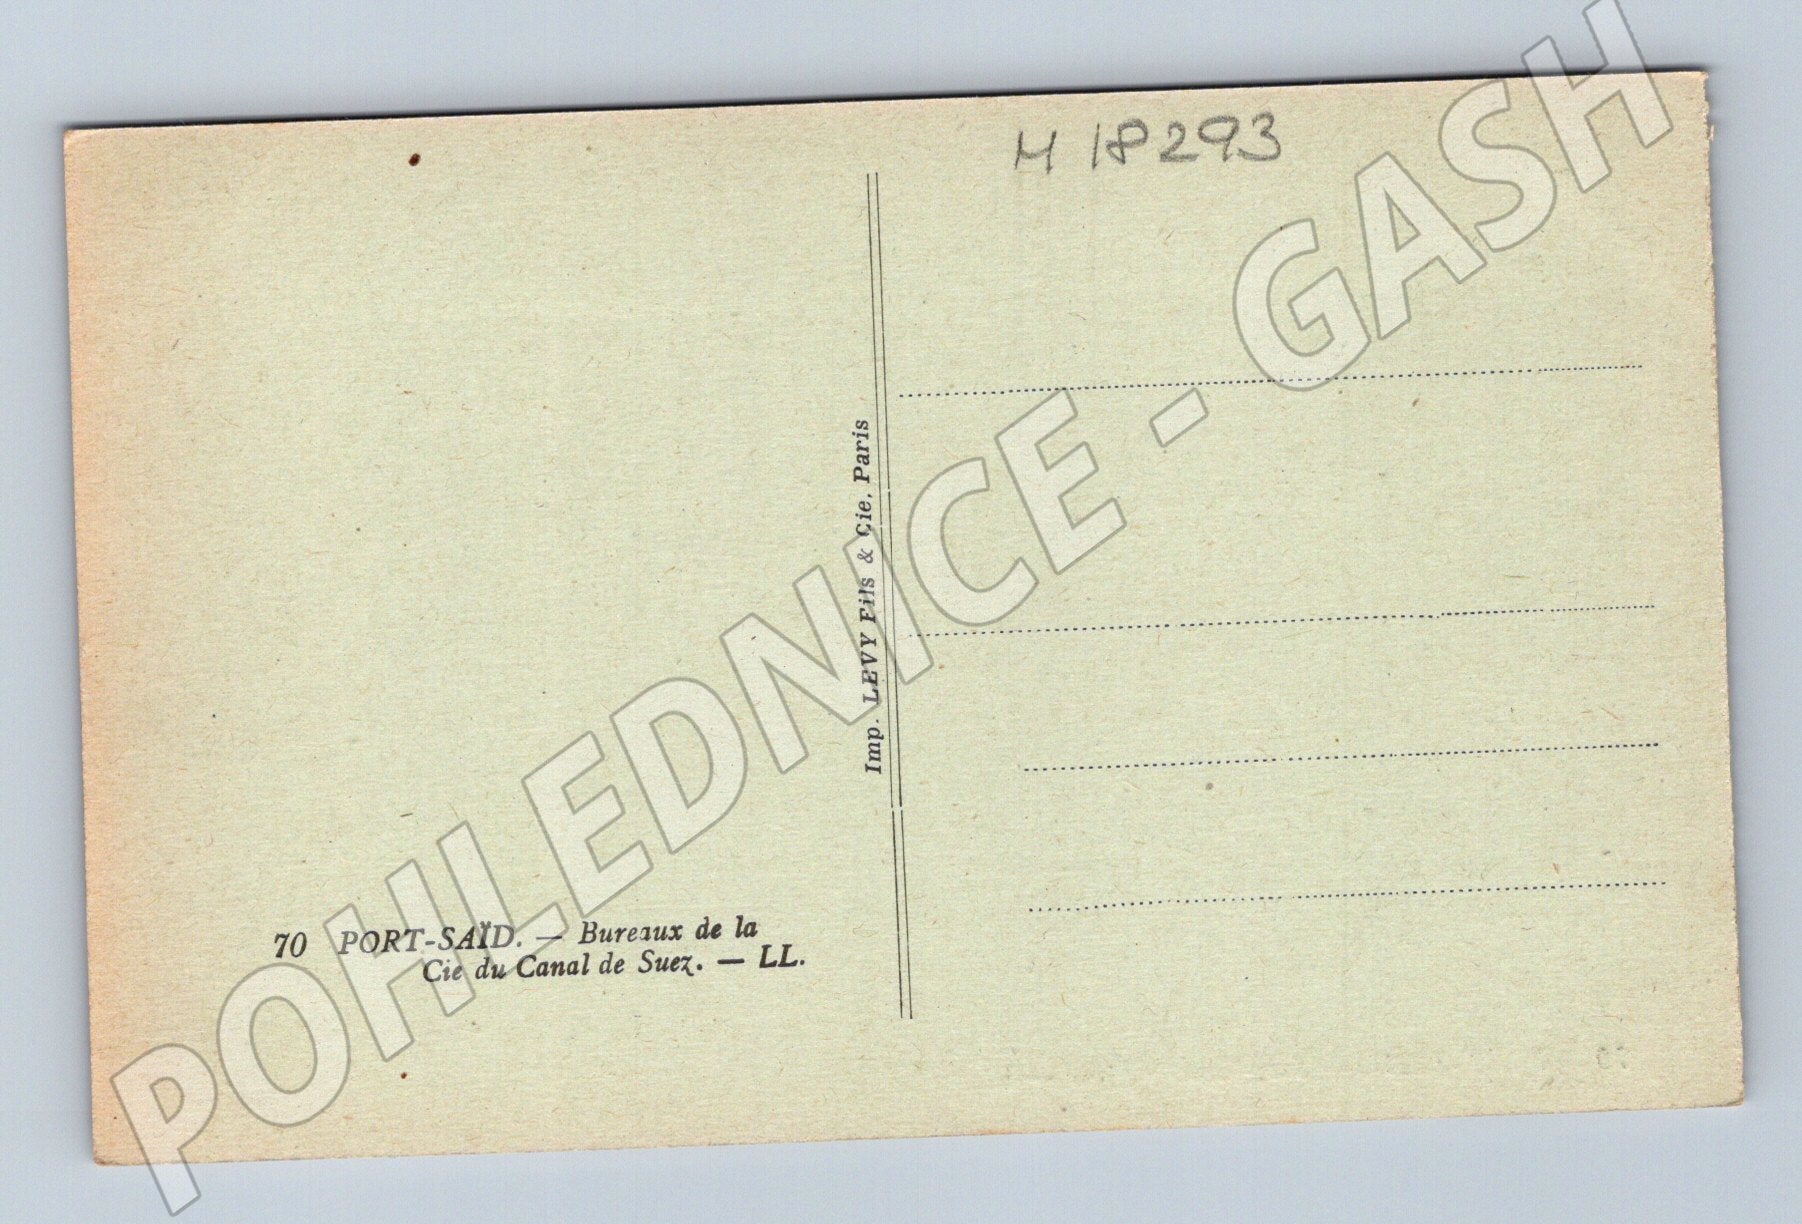 H 18293
Imp. LEVY Fils & Cie, Paris
70 PORT-SAÏD. — Bureaux de la
Cie du Canal de Suez. — LL.
POHLEDNICE - GASH